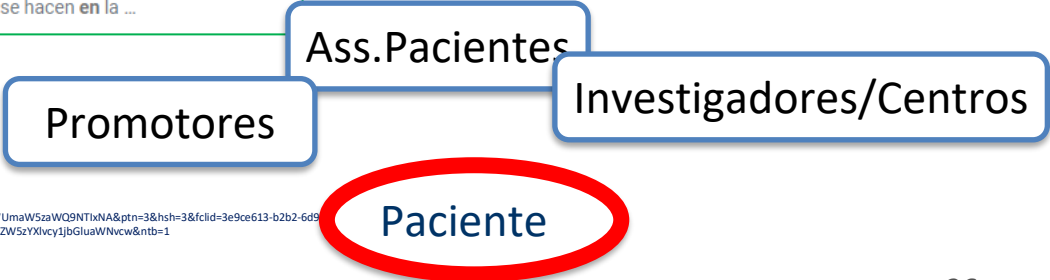 se hacen en la ...
Ass.Pacientes
Promotores
Investigadores/Centros
UmaW5zaWQ9NTIxNA&ptn=3&hsh=3&fclid=3e9ce613-b2b2-6d9
ZW5zYXlvcy1jbGluaWNvcw&ntb=1
Paciente